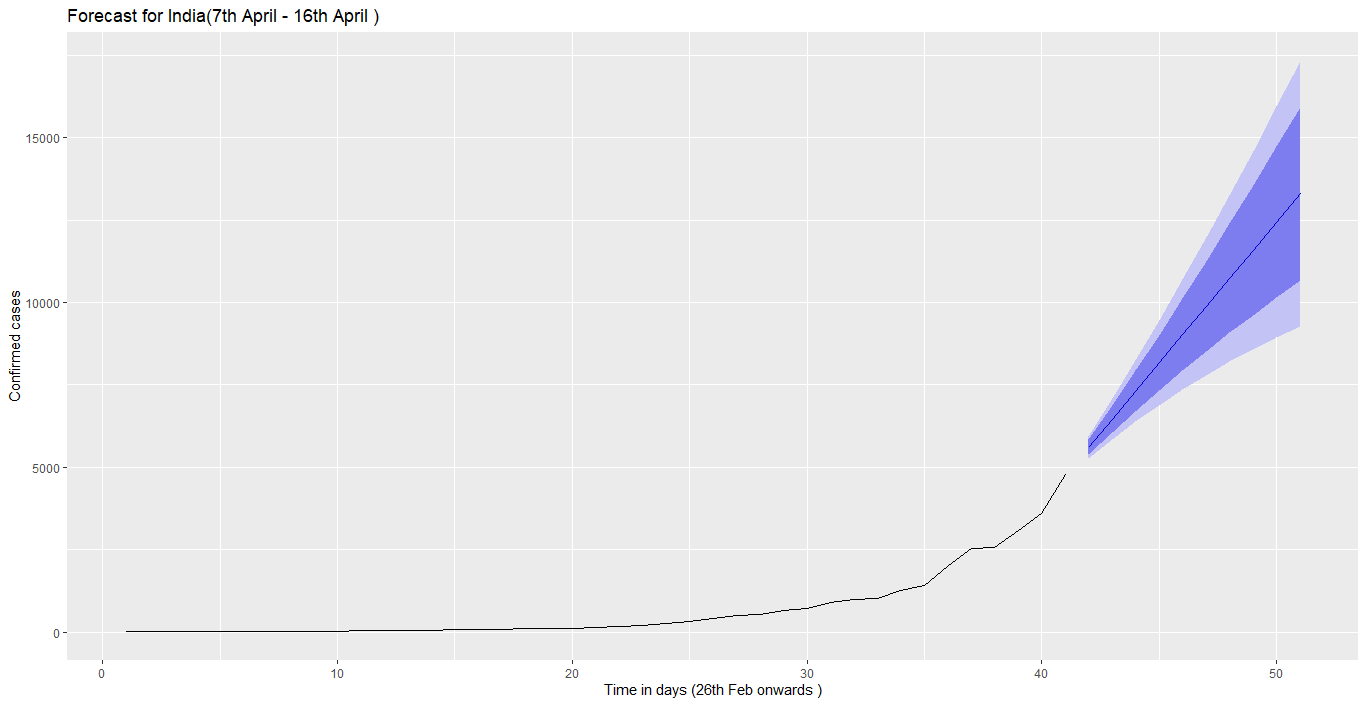 Forecast for India(7th April - 16th April )
Confirmed cases
15000
10000
5000
0
0 10 20 30 40 50
Time in days (26th Feb onwards )